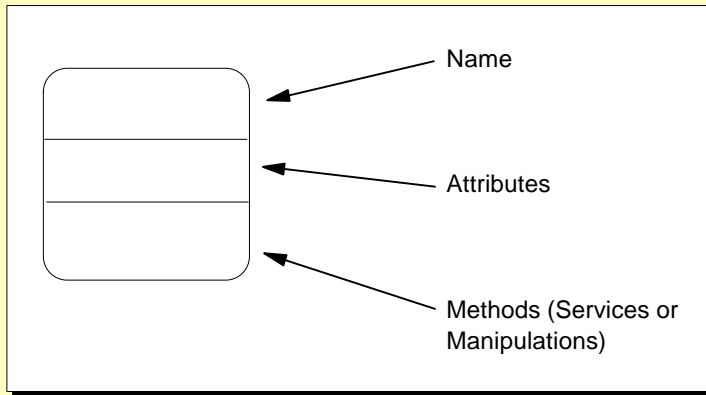 Name
Attributes
Methods (Services or
Manipulations)